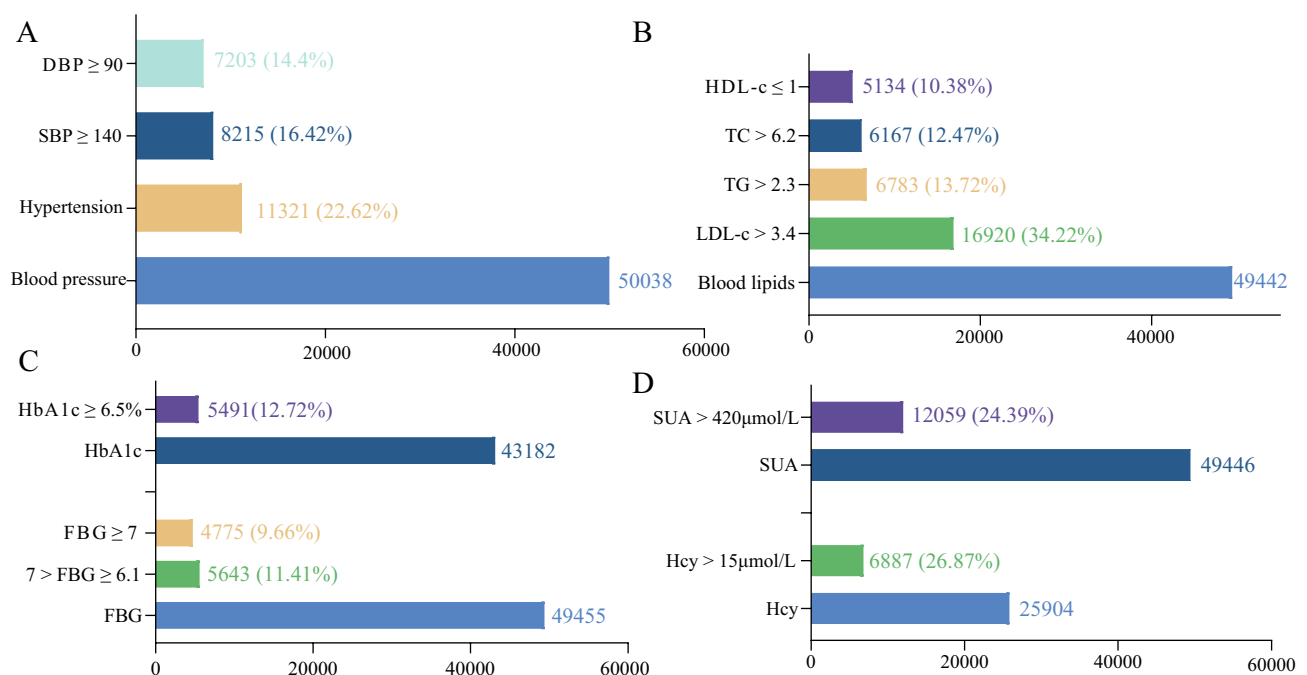 A
DBP ≥ 90
7203 (14.4%)
SBP ≥ 140
8215 (16.42%)
Hypertension
11321 (22.62%)
Blood pressure
50038
0
20000
40000
60000
B
HDL-c ≤ 1
5134 (10.38%)
TC > 6.2
6167 (12.47%)
TG > 2.3
6783 (13.72%)
LDL-c > 3.4
16920 (34.22%)
Blood lipids
49442
0
20000
40000
C
HbA1c ≥ 6.5%
5491(12.72%)
HbA1c
43182
FBG ≥ 7
4775 (9.66%)
7 > FBG ≥ 6.1
5643 (11.41%)
FBG
49455
0
20000
40000
60000
D
SUA > 420μmol/L
12059 (24.39%)
SUA
49446
Hcy > 15μmol/L
6887 (26.87%)
Hcy
25904
0
20000
40000
60000